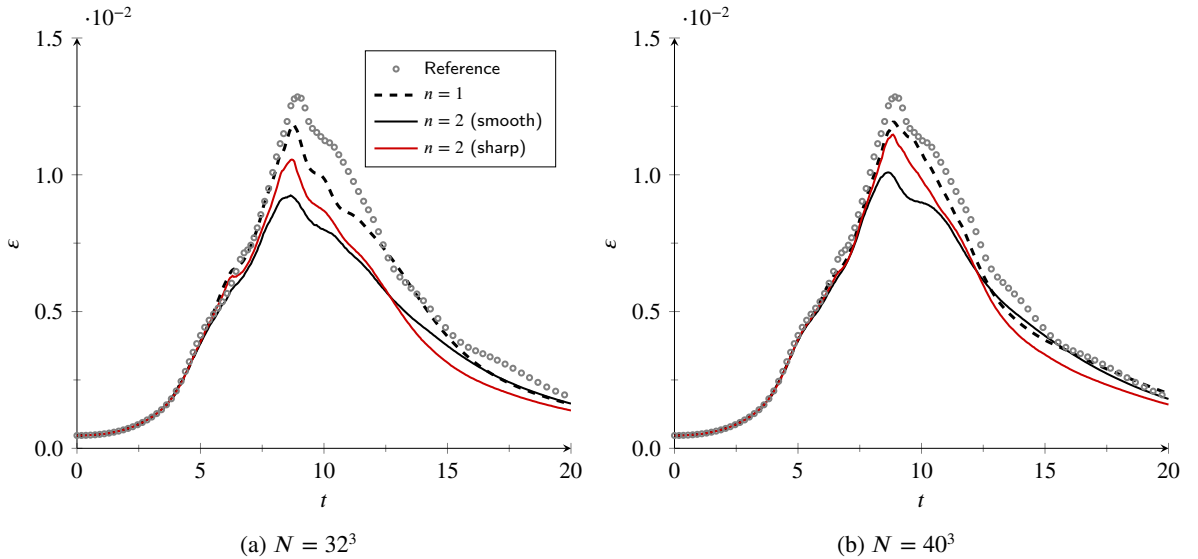 ·10⁻²
1.5
1.0
0.5
0.0
ε
0 5 10 15 20
t
Reference
n = 1
n = 2 (smooth)
n = 2 (sharp)
(a) N = 32³
·10⁻²
1.5
1.0
0.5
0.0
ε
0 5 10 15 20
t
(b) N = 40³